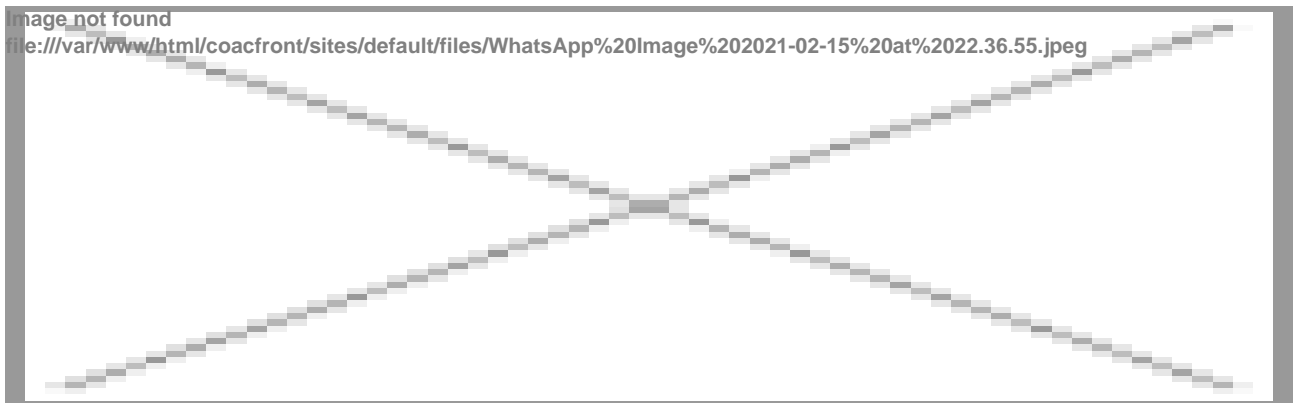 Image not found
file:///var/www/html/coacfront/sites/default/files/WhatsApp%20Image%202021-02-15%20at%2022.36.55.jpeg